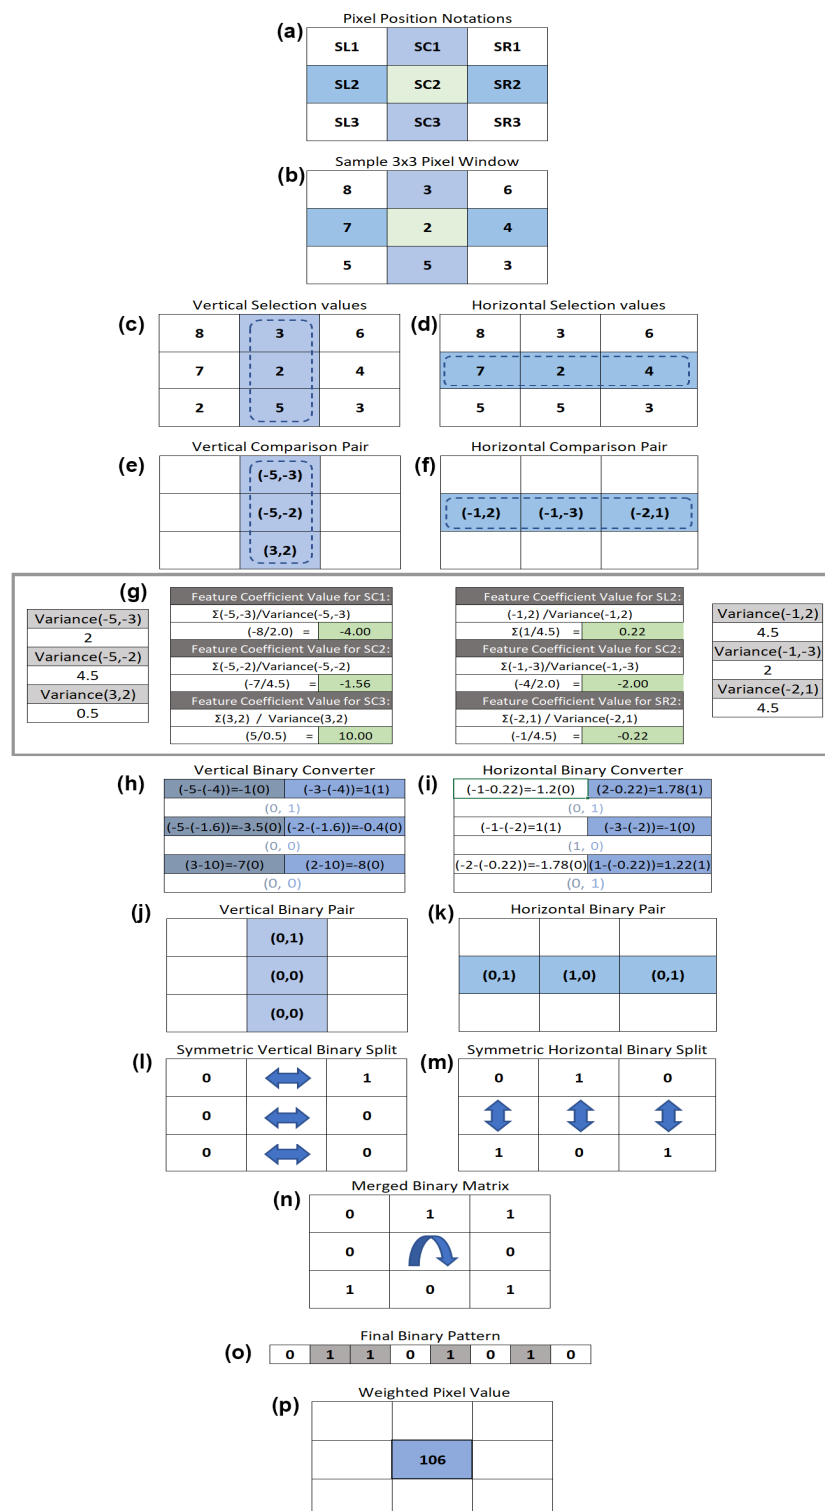 Pixel Position Notations
(a)
SL1 SC1 SR1
SL2 SC2 SR2
SL3 SC3 SR3
Sample 3x3 Pixel Window
(b)
8 3 6
7 2 4
5 5 3
Vertical Selection values
(c)
8 3 6
7 2 4
2 5 3
Horizontal Selection values
(d)
8 3 6
7 2 4
5 5 3
Vertical Comparison Pair
(e)
(-5,-3)
(-5,-2)
(3,2)
Horizontal Comparison Pair
(f)
(-1,2) (-1,-3) (-2,1)
(g)
Variance(-5,-3)
2
Variance(-5,-2)
4.5
Variance(3,2)
0.5
Feature Coefficient Value for SC1:
Σ(-5,-3)/Variance(-5,-3)
(-8/2.0) = -4.00
Feature Coefficient Value for SC2:
Σ(-5,-2)/Variance(-5,-2)
(-7/4.5) = -1.56
Feature Coefficient Value for SC3:
Σ(3,2) / Variance(3,2)
(5/0.5) = 10.00
Feature Coefficient Value for SL2:
(-1,2) /Variance(-1,2)
Σ(1/4.5) = 0.22
Feature Coefficient Value for SC2:
Σ(-1,-3)/Variance(-1,-3)
(-4/2.0) = -2.00
Feature Coefficient Value for SR2:
Σ(-2,1) / Variance(-2,1)
(-1/4.5) = -0.22
Variance(-1,2)
4.5
Variance(-1,-3)
2
Variance(-2,1)
4.5
Vertical Binary Converter
(h)
(-5-(-4))=-1(0) (-3-(-4))=1(1)
(0, 1)
(-5-(-1.6))=-3.5(0) (-2-(-1.6))=-0.4(0)
(0, 0)
(3-10)=-7(0) (2-10)=-8(0)
(0, 0)
Horizontal Binary Converter
(i)
(-1-0.22)=-1.2(0) (2-0.22)=1.78(1)
(0, 1)
(-1-(-2)=1(1) (-3-(-2))=-1(0)
(1, 0)
(-2-(-0.22))=-1.78(0) (1-(-0.22))=1.22(1)
(0, 1)
Vertical Binary Pair
(j)
(0,1)
(0,0)
(0,0)
Horizontal Binary Pair
(k)
(0,1) (1,0) (0,1)
Symmetric Vertical Binary Split
(l)
0 1
0 0
0 0
Symmetric Horizontal Binary Split
(m)
0 1 0
1 0 1
Merged Binary Matrix
(n)
0 1 1
0 0
1 0 1
Final Binary Pattern
(o)
0 1 1 0 1 0 1 0
Weighted Pixel Value
(p)
106